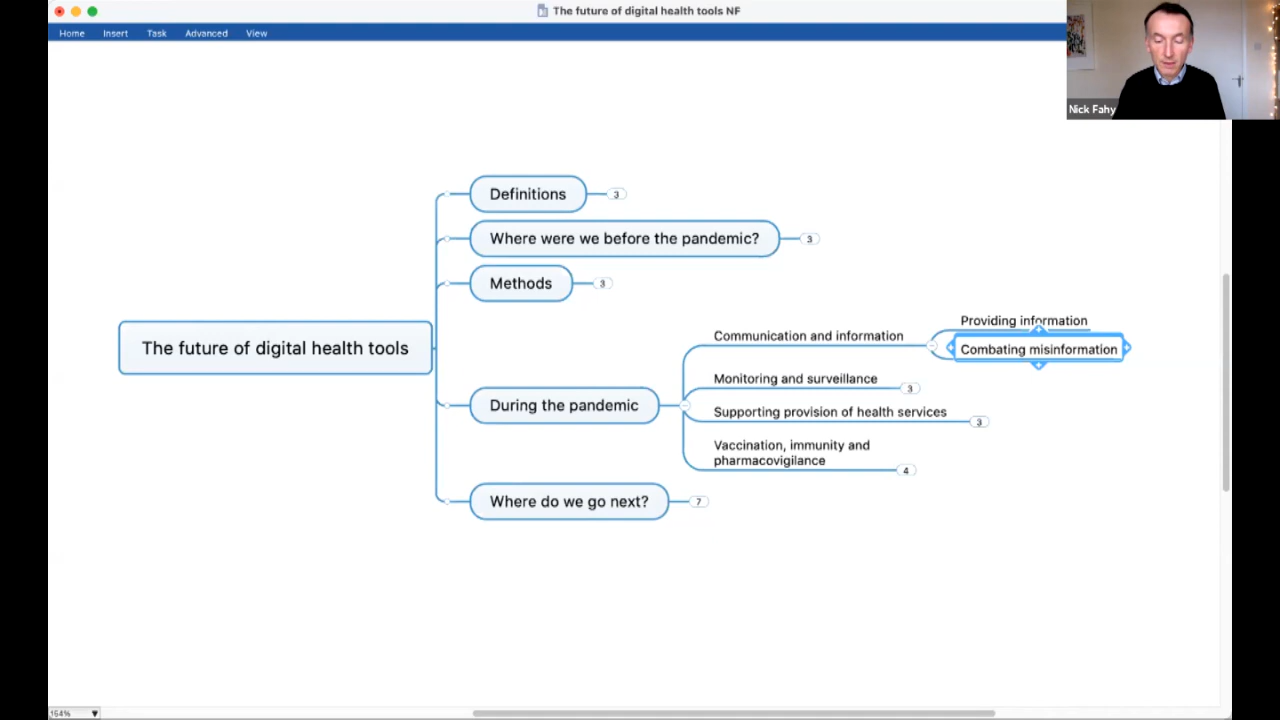 The future of digital health tools NF
Home Insert Task Advanced View
Nick Fahy
Definitions 3
Where were we before the pandemic? 3
Methods 3
The future of digital health tools
During the pandemic
Communication and information
Providing information
Combating misinformation
Monitoring and surveillance 3
Supporting provision of health services 3
Vaccination, immunity and
pharmacovigilance 4
Where do we go next? 7
164%